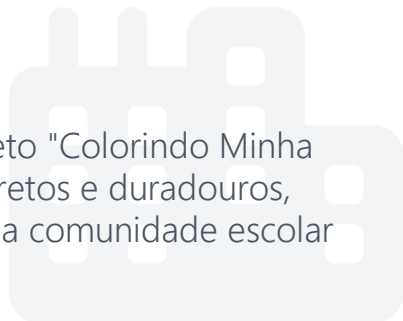 eto "Colorindo Minha
retos e duradouros,
a comunidade escolar